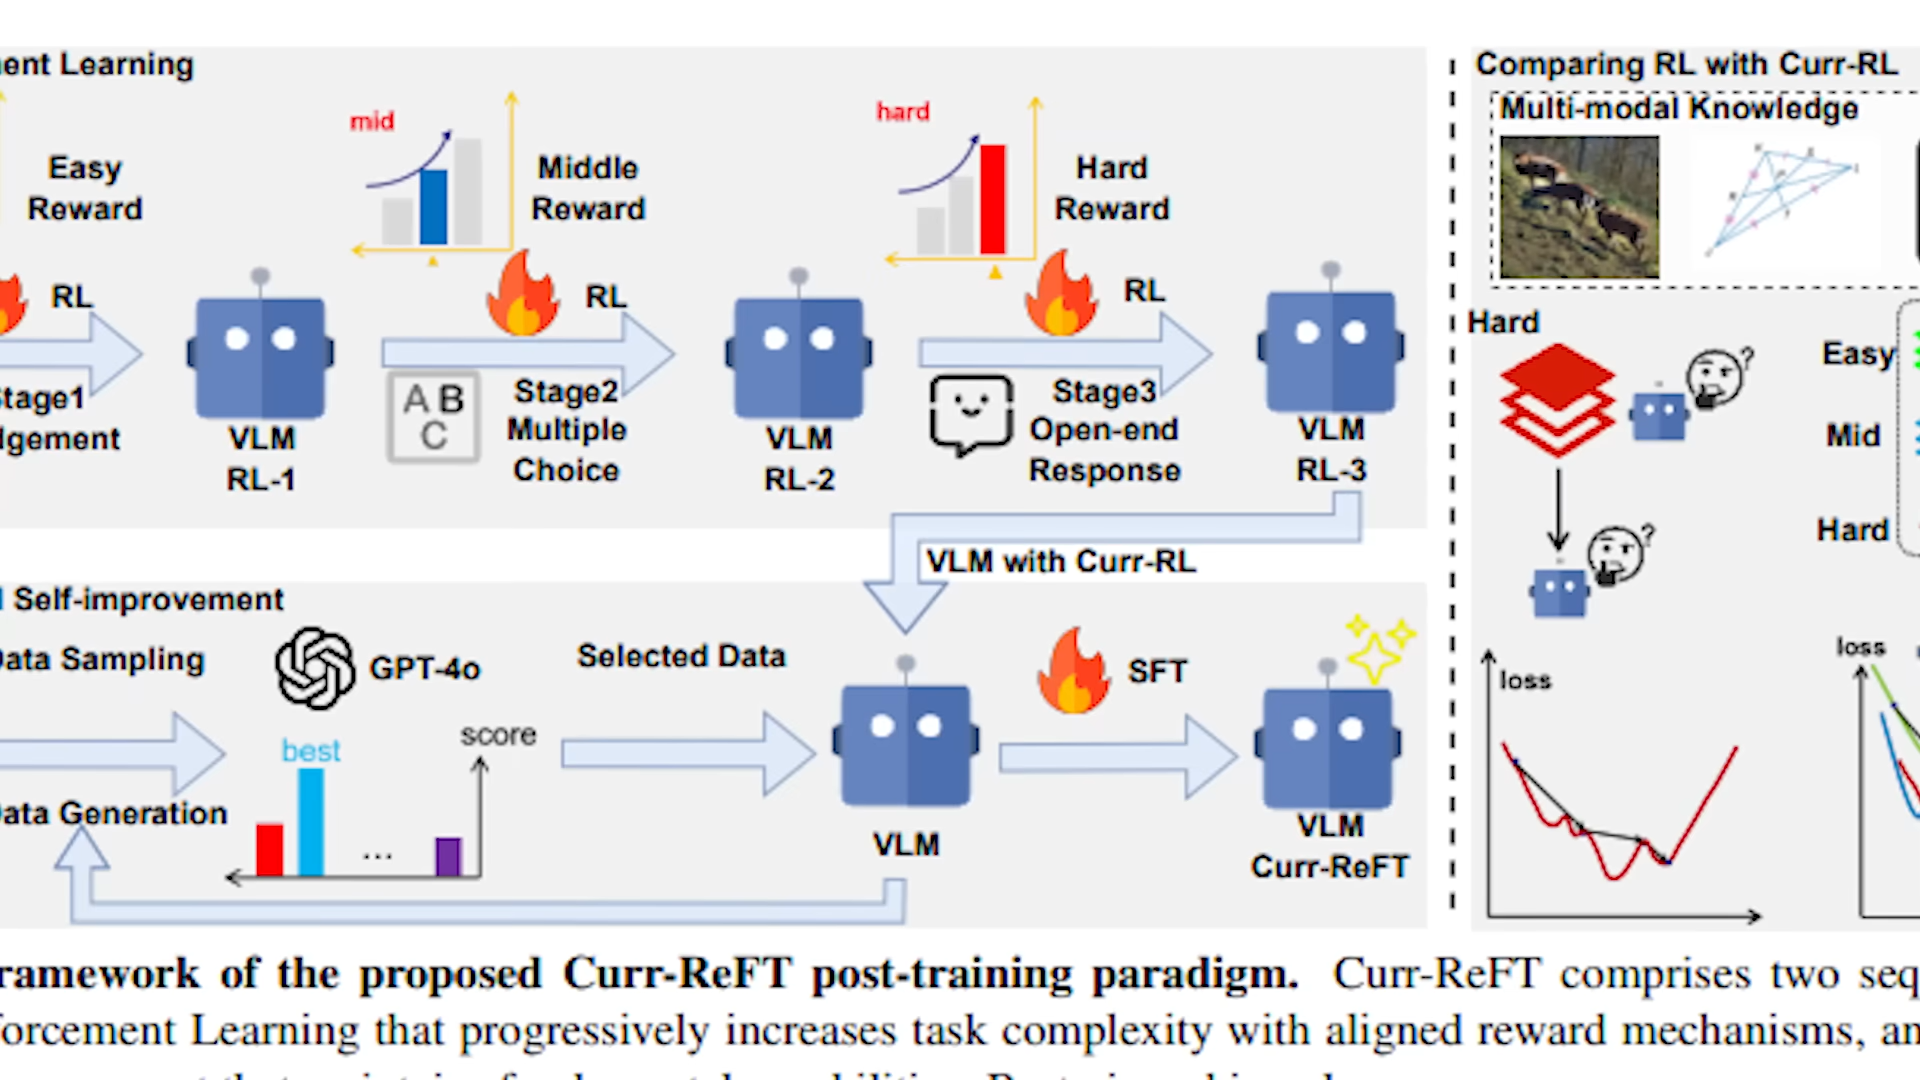 ent Learning
mid
hard
Easy
Reward
Middle
Reward
Hard
Reward
RL
RL
RL
Stage1
dgement
VLM
RL-1
A B
C
Stage2
Multiple
Choice
VLM
RL-2
Stage3
Open-end
Response
VLM
RL-3
VLM with Curr-RL
Self-improvement
Data Sampling
GPT-4o
best
score
Data Generation
...
Selected Data
VLM
SFT
VLM
Curr-ReFT
Comparing RL with Curr-RL
Multi-modal Knowledge
Hard
?
?
Easy
Mid
Hard
loss
loss
ramework of the proposed Curr-ReFT post-training paradigm. Curr-ReFT comprises two seq
forcement Learning that progressively increases task complexity with aligned reward mechanisms, an